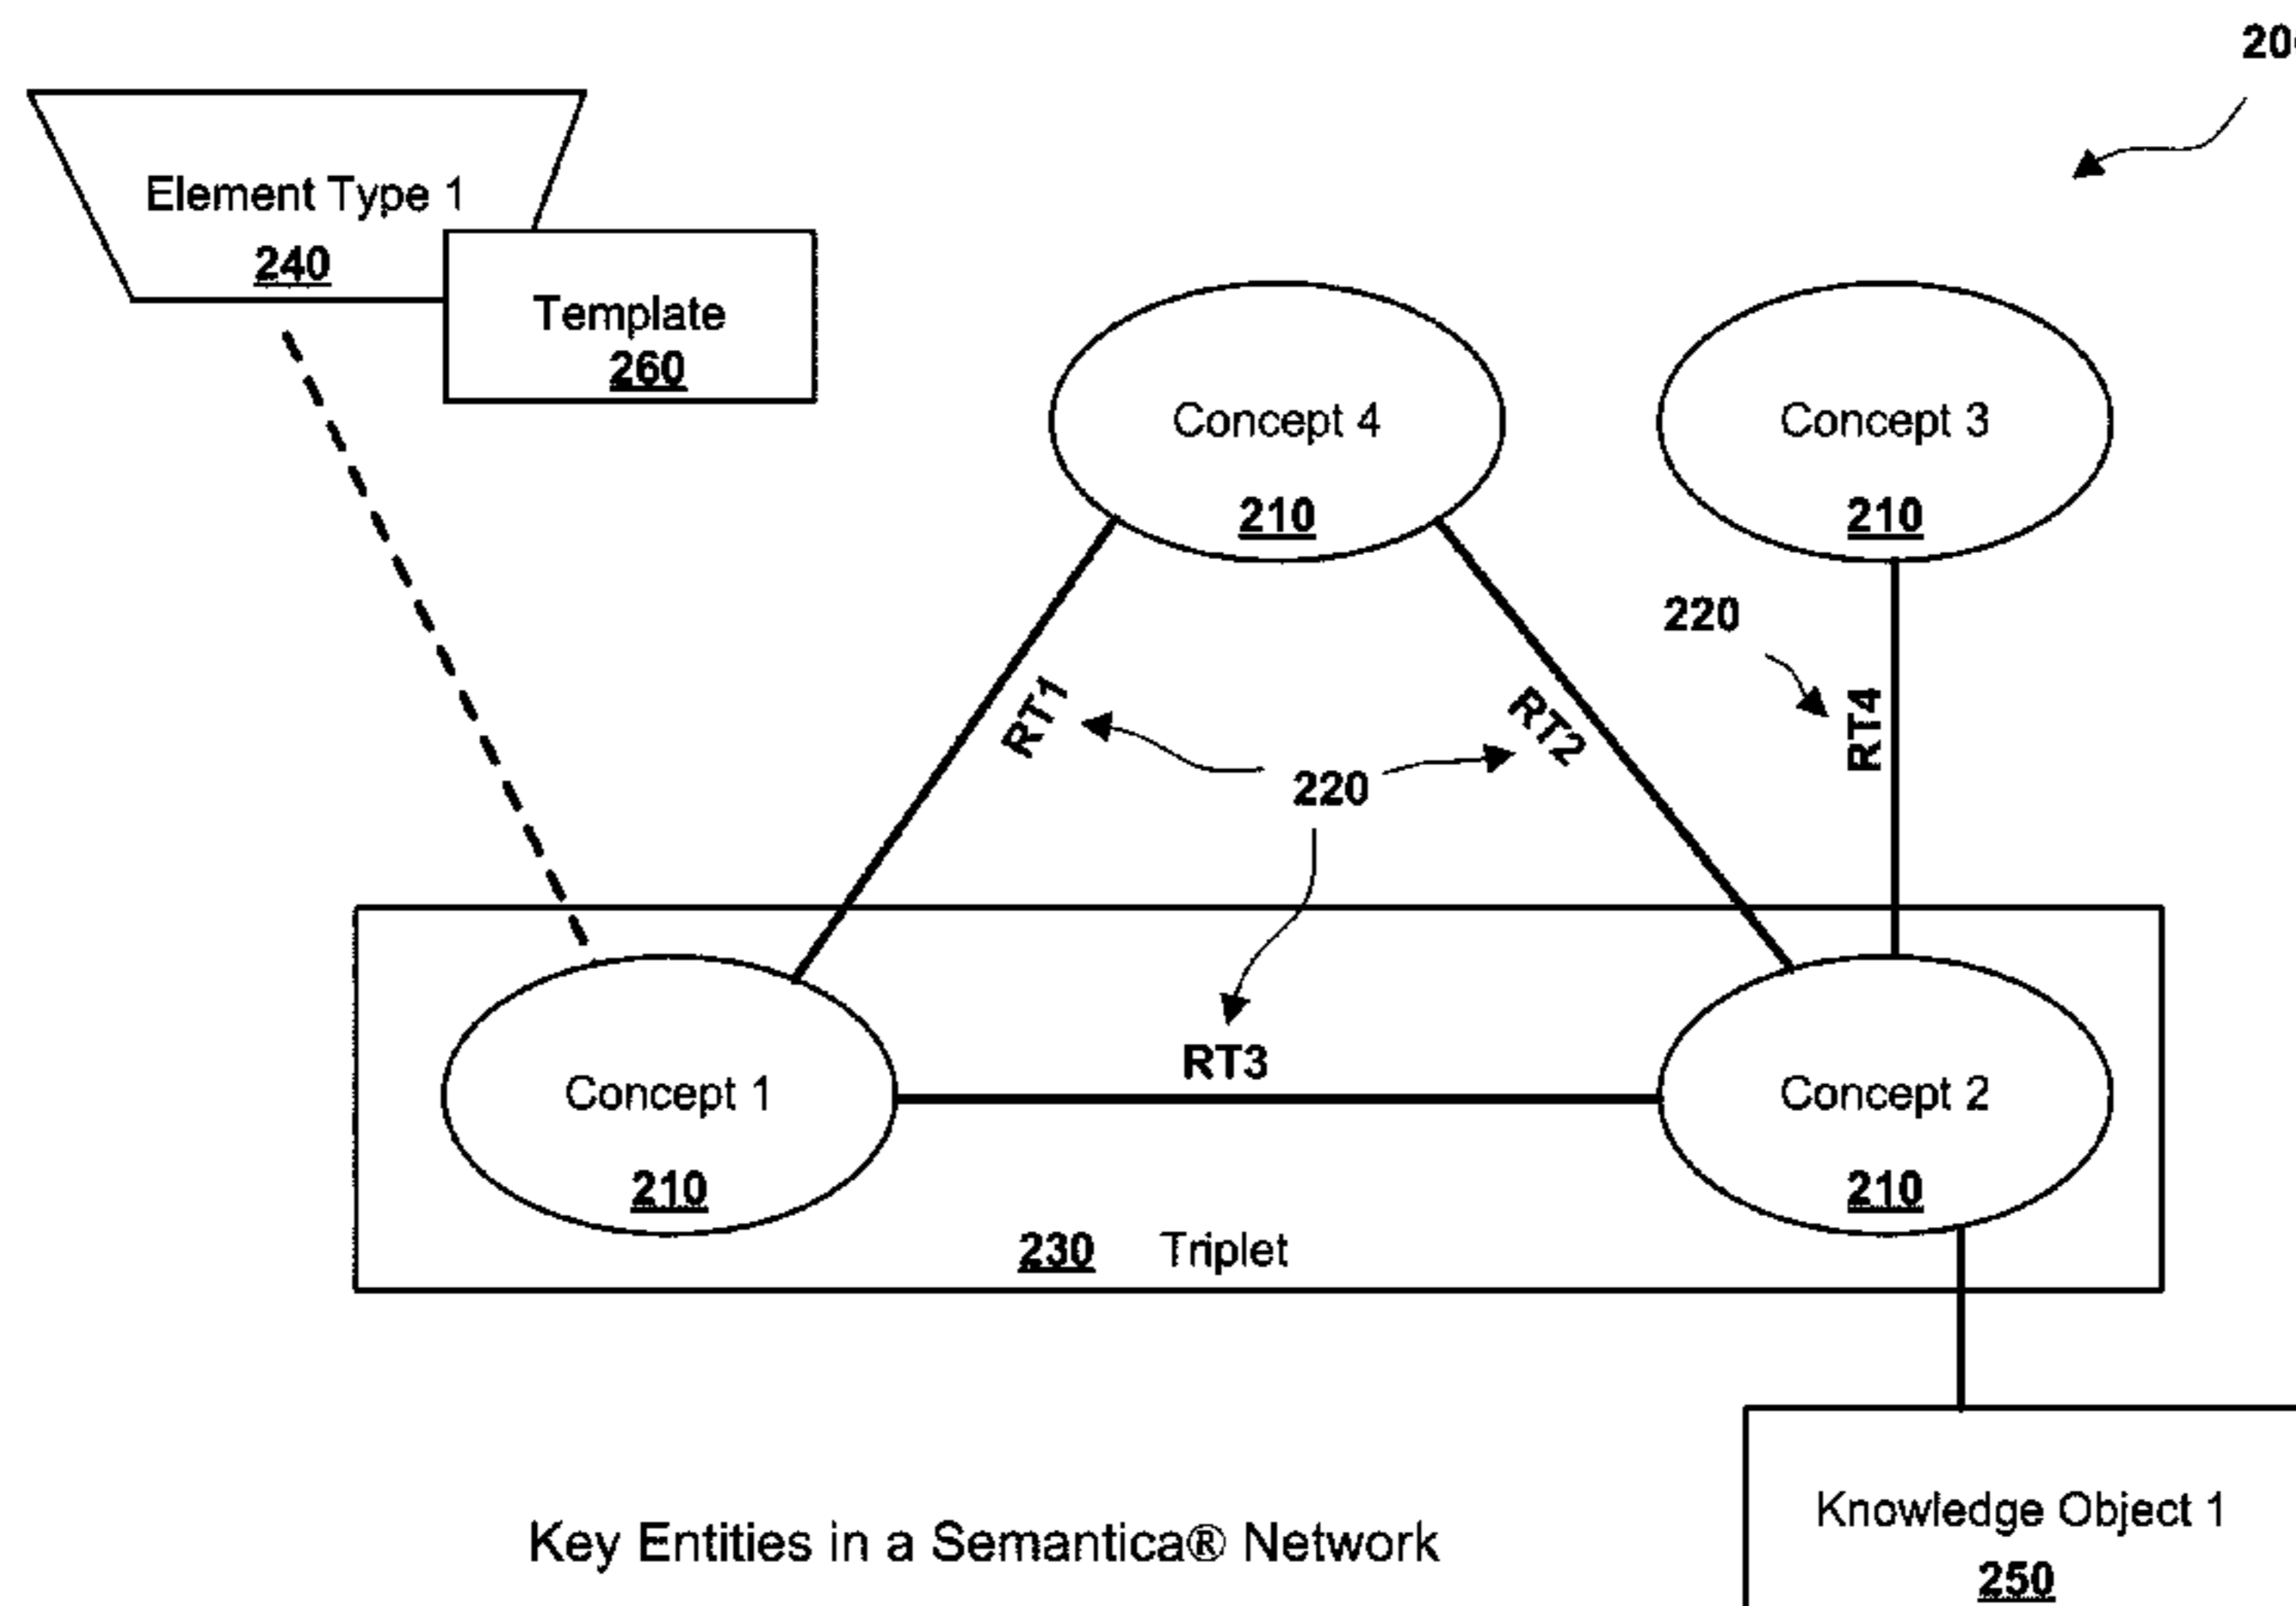 Element Type 1
240
Template
260
Concept 4
210
Concept 3
210
220
RT1
RT2
RT4
220
RT3
Concept 1
210
Concept 2
210
230 Triplet
Knowledge Object 1
250
Key Entities in a Semantica® Network